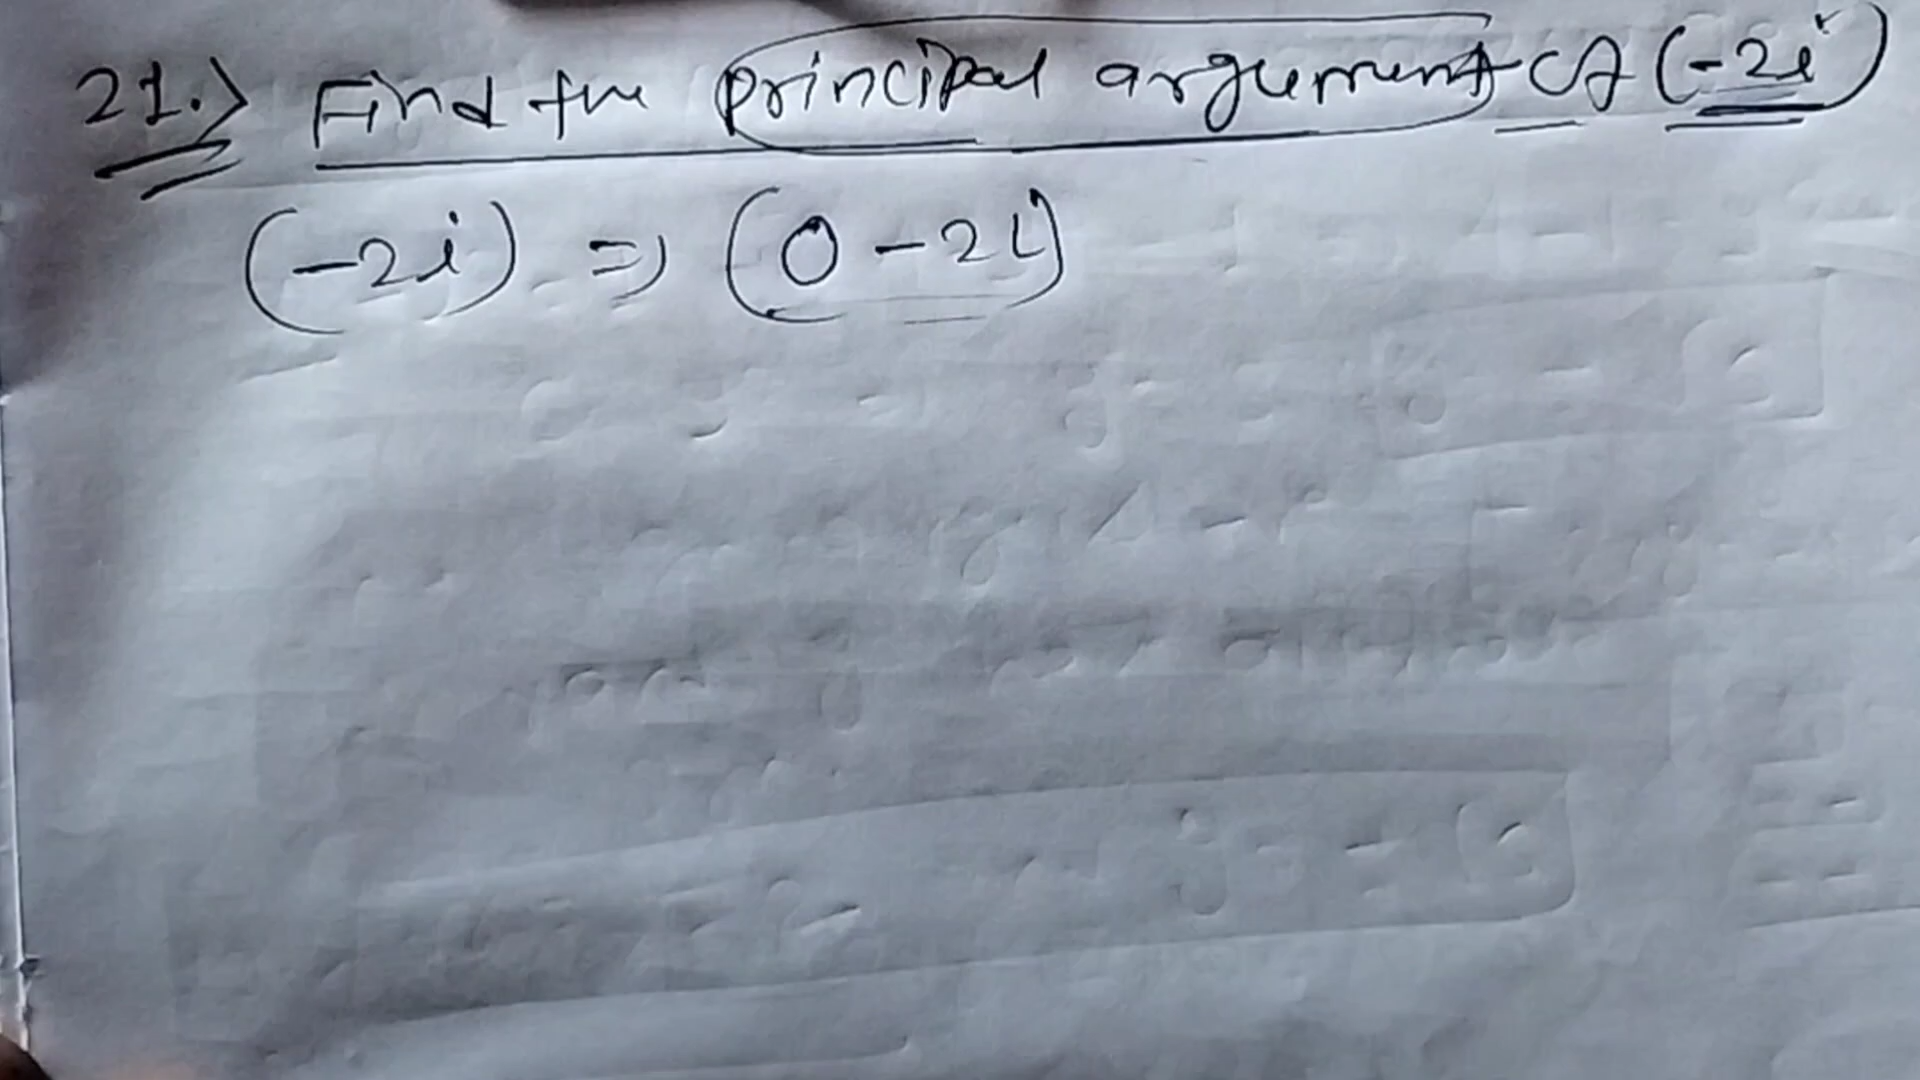 21.> Find the principal argument of (-2i)
(-2i) => (0-2i)